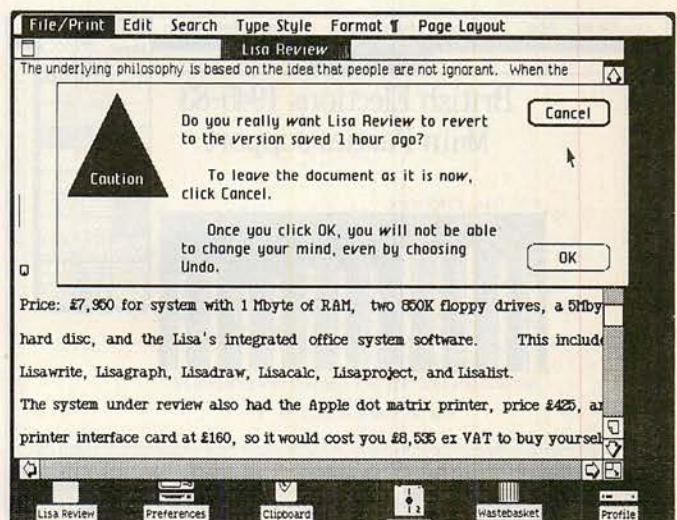 File/Print Edit Search Type Style Format ¶ Page Layout
Lisa Review
The underlying philosophy is based on the idea that people are not ignorant. When the
Do you really want Lisa Review to revert
to the version saved 1 hour ago?
To leave the document as it is now,
click Cancel.
Once you click OK, you will not be able
to change your mind, even by choosing
Undo.
Caution
Cancel
OK
Price: £7,950 for system with 1 Mbyte of RAM, two 850K floppy drives, a 5Mby
hard disc, and the Lisa's integrated office system software. This include
Lisawrite, Lisagraph, Lisadraw, Lisacalc, Lisaproject, and Lisalist.
The system under review also had the Apple dot matrix printer, price £425, an
printer interface card at £160, so it would cost you £8,535 ex VAT to buy yoursel
Lisa Review Preferences Clipboard 1 2 Wastebasket Profile